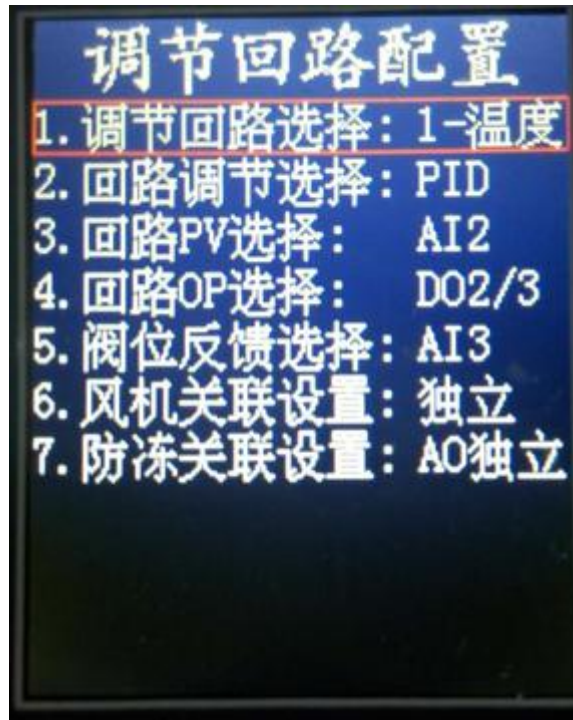 调节回路配置
1.调节回路选择：1-温度
2.回路调节选择：PID
3.回路PV选择： AI2
4.回路OP选择： DO2/3
5.阀位反馈选择：AI3
6.风机关联设置：独立
7.防冻关联设置：AO独立